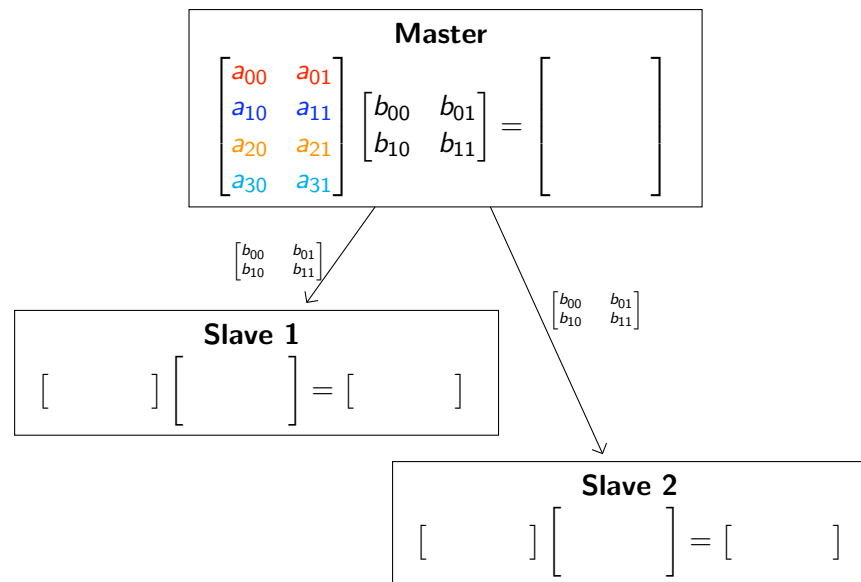 Master
[a00 a01] [b00 b01] = [ ]
[a10 a11] [b10 b11]
[a20 a21]
[a30 a31]
[b00 b01]
[b10 b11]
[b00 b01]
[b10 b11]
Slave 1
[ ] [ ] = [ ]
Slave 2
[ ] [ ] = [ ]